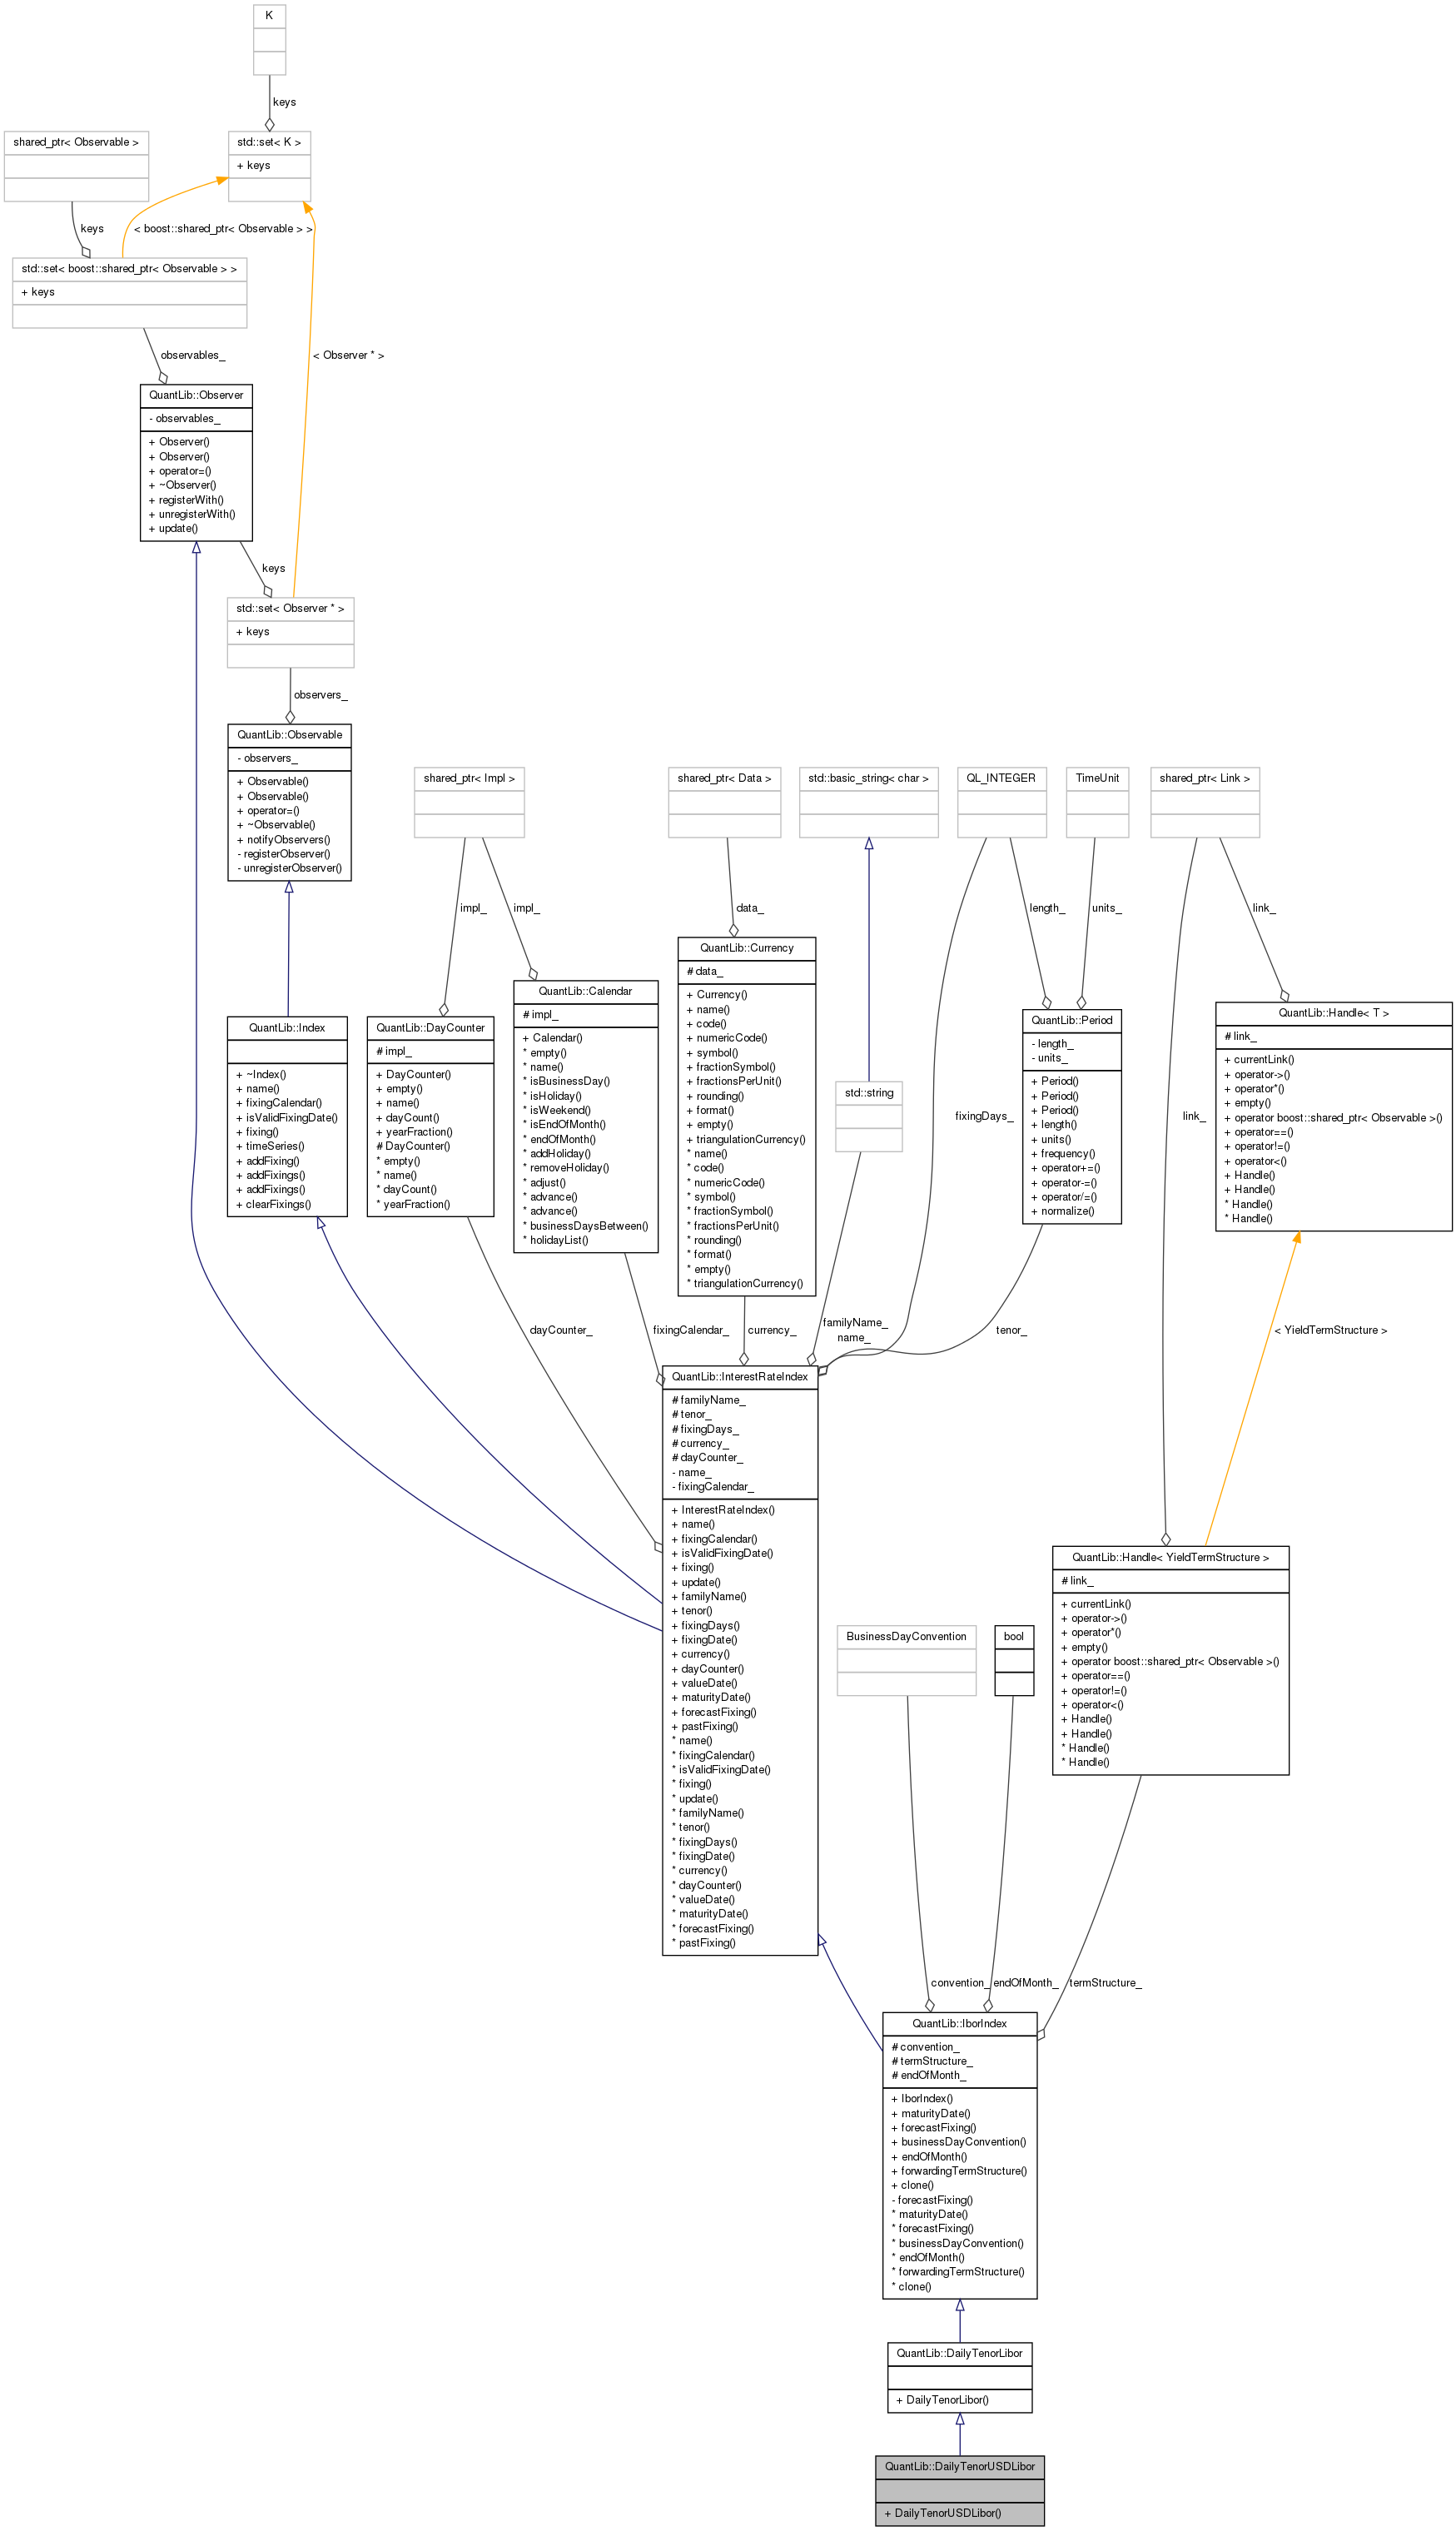 K
keys
shared_ptr< Observable >
std::set< K >
+ keys
keys
< boost::shared_ptr< Observable > >
std::set< boost::shared_ptr< Observable > >
+ keys
observables_
< Observer * >
QuantLib::Observer
- observables_
+ Observer()
+ Observer()
+ operator=()
+ ~Observer()
+ registerWith()
+ unregisterWith()
+ update()
keys
std::set< Observer * >
+ keys
observers_
QuantLib::Observable
- observers_
+ Observable()
+ Observable()
+ operator=()
+ ~Observable()
+ notifyObservers()
- registerObserver()
- unregisterObserver()
shared_ptr< Impl >
shared_ptr< Data >
std::basic_string< char >
QL_INTEGER
TimeUnit
shared_ptr< Link >
impl_
impl_
data_
length_
units_
link_
QuantLib::Index
+ ~Index()
+ name()
+ fixingCalendar()
+ isValidFixingDate()
+ fixing()
+ timeSeries()
+ addFixing()
+ addFixings()
+ addFixings()
+ clearFixings()
QuantLib::DayCounter
# impl_
+ DayCounter()
+ empty()
+ name()
+ dayCount()
+ yearFraction()
# DayCounter()
* empty()
* name()
* dayCount()
* yearFraction()
QuantLib::Calendar
# impl_
+ Calendar()
* empty()
* name()
* isBusinessDay()
* isHoliday()
* isWeekend()
* isEndOfMonth()
* endOfMonth()
* addHoliday()
* removeHoliday()
* adjust()
* advance()
* advance()
* businessDaysBetween()
* holidayList()
QuantLib::Currency
# data_
+ Currency()
+ name()
+ code()
+ numericCode()
+ symbol()
+ fractionSymbol()
+ fractionsPerUnit()
+ rounding()
+ format()
+ empty()
+ triangulationCurrency()
* name()
* code()
* numericCode()
* symbol()
* fractionSymbol()
* fractionsPerUnit()
* rounding()
* format()
* empty()
* triangulationCurrency()
std::string
fixingDays_
QuantLib::Period
- length_
- units_
+ Period()
+ Period()
+ Period()
+ length()
+ units()
+ frequency()
+ operator+=()
+ operator-=()
+ operator/=()
+ normalize()
link_
QuantLib::Handle< T >
# link_
+ currentLink()
+ operator->()
+ operator*()
+ empty()
+ operator boost::shared_ptr< Observable >()
+ operator==()
+ operator!=()
+ operator<()
+ Handle()
+ Handle()
* Handle()
* Handle()
dayCounter_
fixingCalendar_
currency_
familyName_
name_
tenor_
< YieldTermStructure >
QuantLib::InterestRateIndex
# familyName_
# tenor_
# fixingDays_
# currency_
# dayCounter_
- name_
- fixingCalendar_
+ InterestRateIndex()
+ name()
+ fixingCalendar()
+ isValidFixingDate()
+ fixing()
+ update()
+ familyName()
+ tenor()
+ fixingDays()
+ fixingDate()
+ currency()
+ dayCounter()
+ valueDate()
+ maturityDate()
+ forecastFixing()
+ pastFixing()
* name()
* fixingCalendar()
* isValidFixingDate()
* fixing()
* update()
* familyName()
* tenor()
* fixingDays()
* fixingDate()
* currency()
* dayCounter()
* valueDate()
* maturityDate()
* forecastFixing()
* pastFixing()
BusinessDayConvention
bool
QuantLib::Handle< YieldTermStructure >
# link_
+ currentLink()
+ operator->()
+ operator*()
+ empty()
+ operator boost::shared_ptr< Observable >()
+ operator==()
+ operator!=()
+ operator<()
+ Handle()
+ Handle()
* Handle()
* Handle()
convention_
endOfMonth_
termStructure_
QuantLib::IborIndex
# convention_
# termStructure_
# endOfMonth_
+ IborIndex()
+ maturityDate()
+ forecastFixing()
+ businessDayConvention()
+ endOfMonth()
+ forwardingTermStructure()
+ clone()
- forecastFixing()
* maturityDate()
* forecastFixing()
* businessDayConvention()
* endOfMonth()
* forwardingTermStructure()
* clone()
QuantLib::DailyTenorLibor
+ DailyTenorLibor()
QuantLib::DailyTenorUSDLibor
+ DailyTenorUSDLibor()